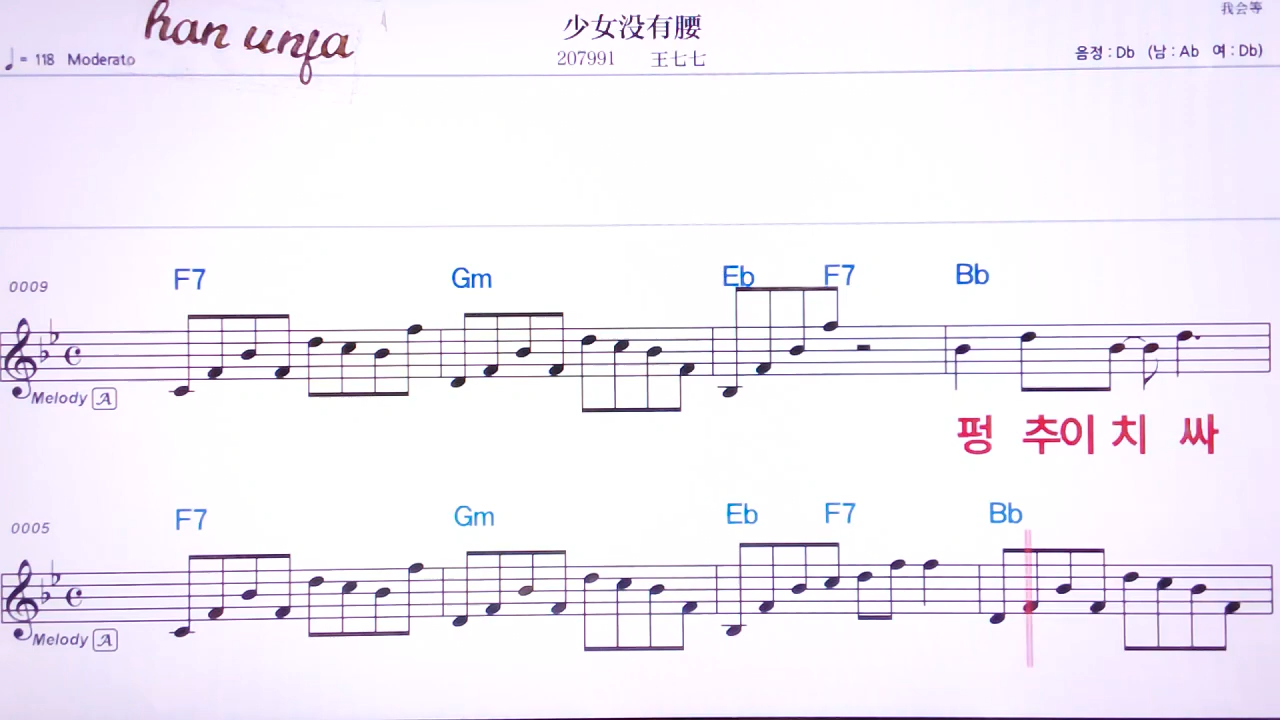 han unja
我会等
少女没有腰
♩= 118 Moderato
207991 王七七
음정 : Db (남 : Ab 여 : Db)
F7 Gm Eb F7 Bb
0009
Melody A
펑 추이 치 싸
F7 Gm Eb F7 Bb
0005
Melody A